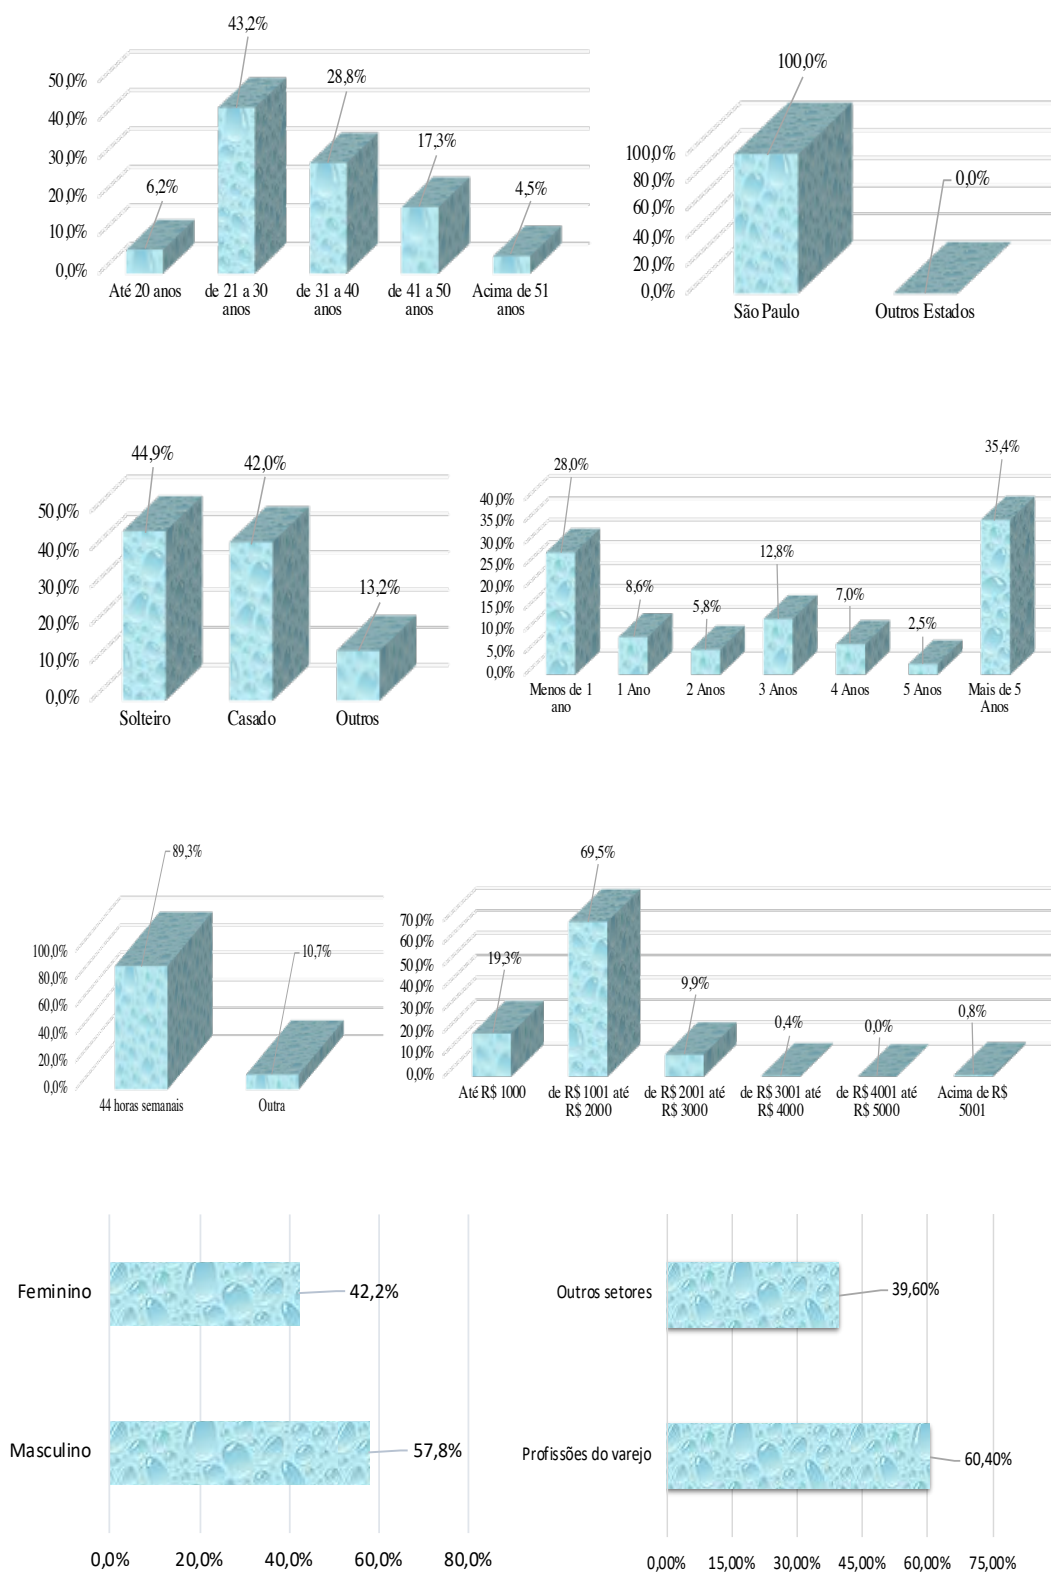 43,2%
28,8%
17,3%
6,2%
4,5%
50,0%
40,0%
30,0%
20,0%
10,0%
0,0%
Até 20 anos
de 21 a 30
anos
de 31 a 40
anos
de 41 a 50
anos
Acima de 51
anos
100,0%
0,0%
100,0%
80,0%
60,0%
40,0%
20,0%
0,0%
São Paulo
Outros Estados
44,9%
42,0%
13,2%
50,0%
40,0%
30,0%
20,0%
10,0%
0,0%
Solteiro
Casado
Outros
28,0%
8,6%
5,8%
12,8%
7,0%
2,5%
35,4%
40,0%
35,0%
30,0%
25,0%
20,0%
15,0%
10,0%
5,0%
0,0%
Menos de 1
ano
1 Ano
2 Anos
3 Anos
4 Anos
5 Anos
Mais de 5
Anos
89,3%
10,7%
100,0%
80,0%
60,0%
40,0%
20,0%
0,0%
44 horas semanais
Outra
69,5%
19,3%
9,9%
0,4%
0,0%
0,8%
70,0%
60,0%
50,0%
40,0%
30,0%
20,0%
10,0%
0,0%
Até R$ 1000
de R$ 1001 até
R$ 2000
de R$ 2001 até
R$ 3000
de R$ 3001 até
R$ 4000
de R$ 4001 até
R$ 5000
Acima de R$
5001
Feminino
42,2%
Masculino
57,8%
0,0% 20,0% 40,0% 60,0% 80,0%
Outros setores
39,60%
Profissões do varejo
60,40%
0,00% 15,00% 30,00% 45,00% 60,00% 75,00%